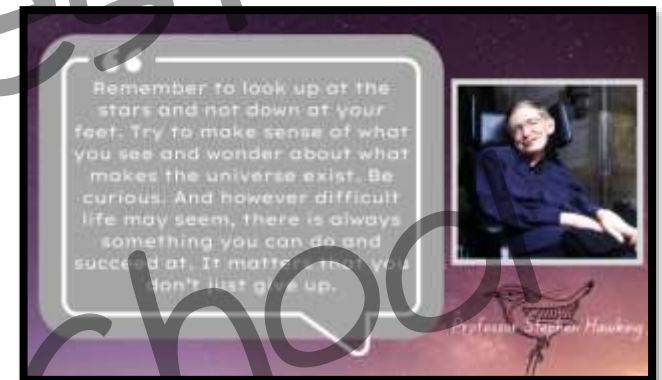 Remember to look up at the
stars and not down at your
feet. Try to make sense of what
you see and wonder about what
makes the universe exist. Be
curious. And however difficult
life may seem, there is always
something you can do and
succeed at. It matters that you
don't just give up.
Professor Stephen Hawking